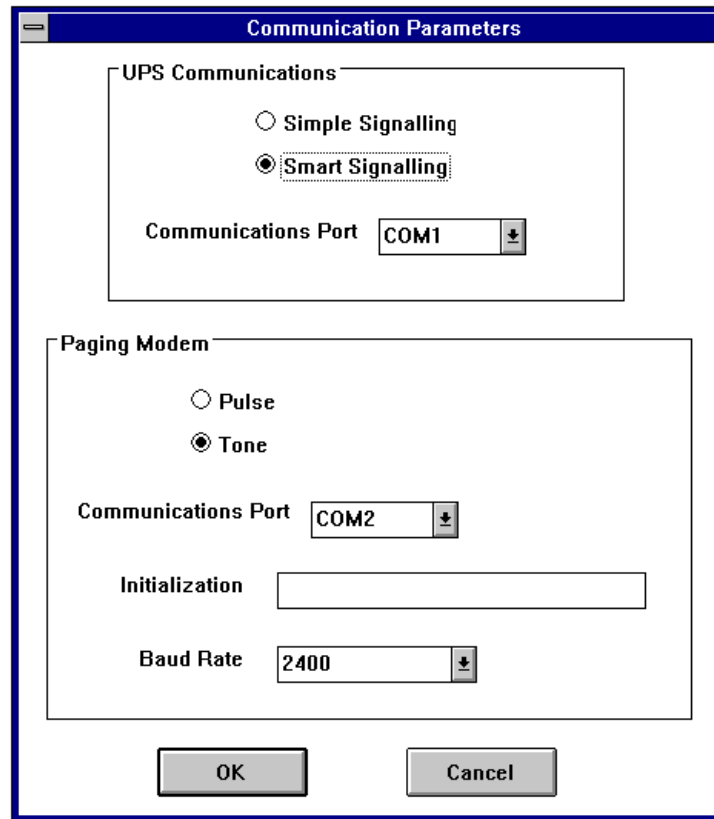 Communication Parameters
UPS Communications
Simple Signalling
Smart Signalling
Communications Port COM1
Paging Modem
Pulse
Tone
Communications Port COM2
Initialization
Baud Rate 2400
OK Cancel